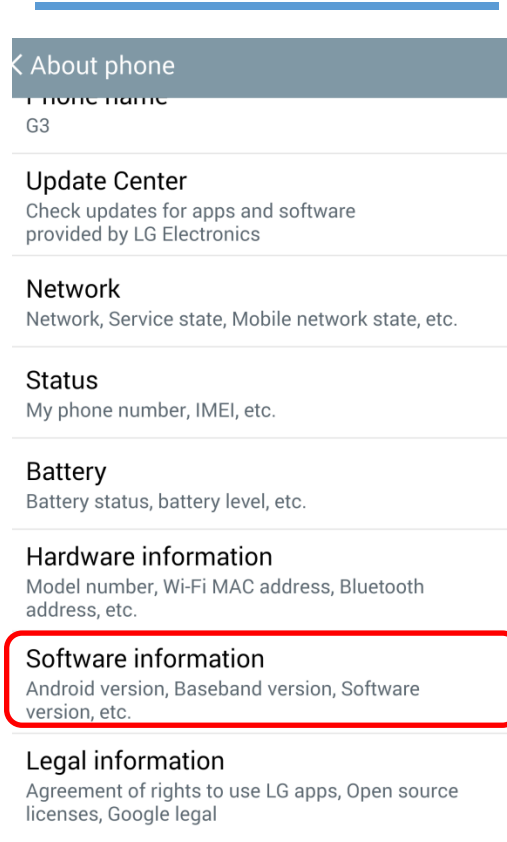 About phone
Phone name
G3
Update Center
Check updates for apps and software
provided by LG Electronics
Network
Network, Service state, Mobile network state, etc.
Status
My phone number, IMEI, etc.
Battery
Battery status, battery level, etc.
Hardware information
Model number, Wi-Fi MAC address, Bluetooth
address, etc.
Software information
Android version, Baseband version, Software
version, etc.
Legal information
Agreement of rights to use LG apps, Open source
licenses, Google legal